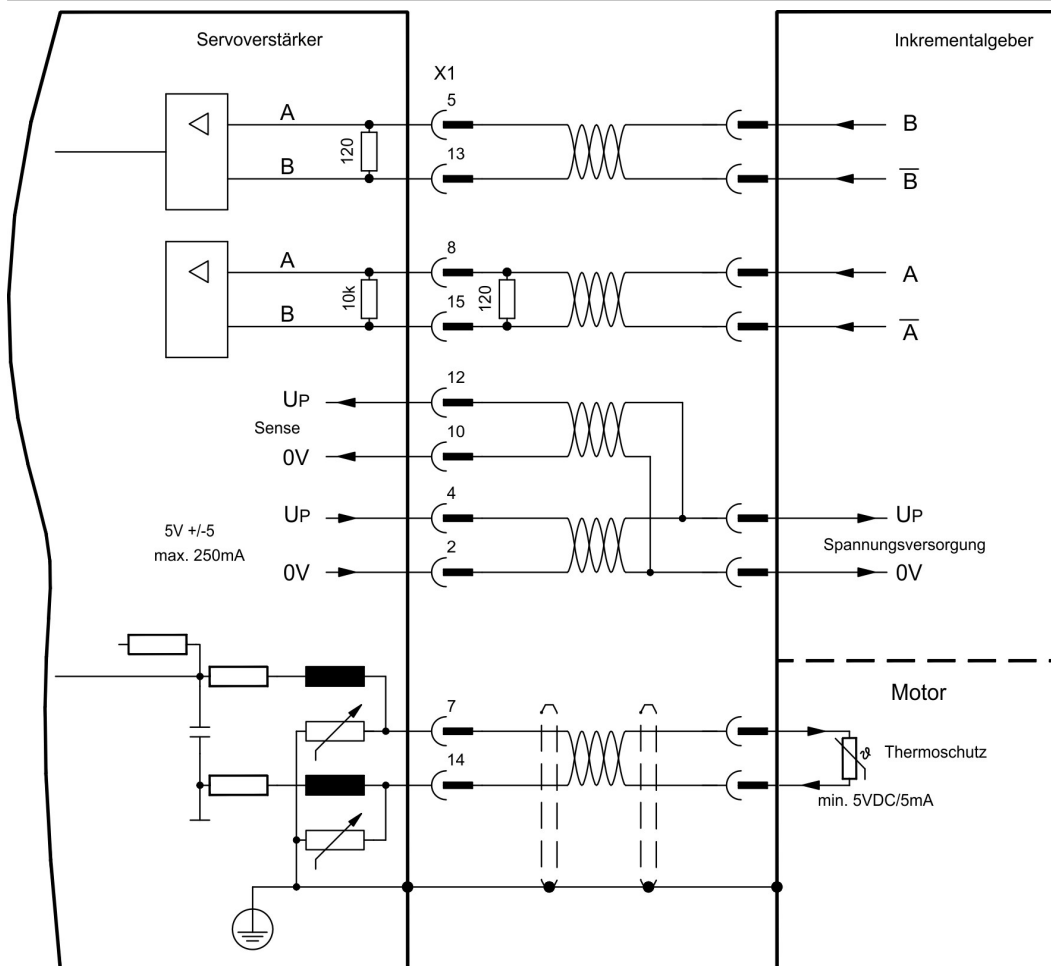 Servoverstärker
Inkrementalgeber
X1
A
5
B
120
B
13
B
A
8
A
10k
120
B
15
A
UP
12
Sense
0V
10
5V +/-5
max. 250mA
UP
4
UP
Spannungsversorgung
0V
2
0V
Motor
7
Thermoschutz
ϑ
14
min. 5VDC/5mA